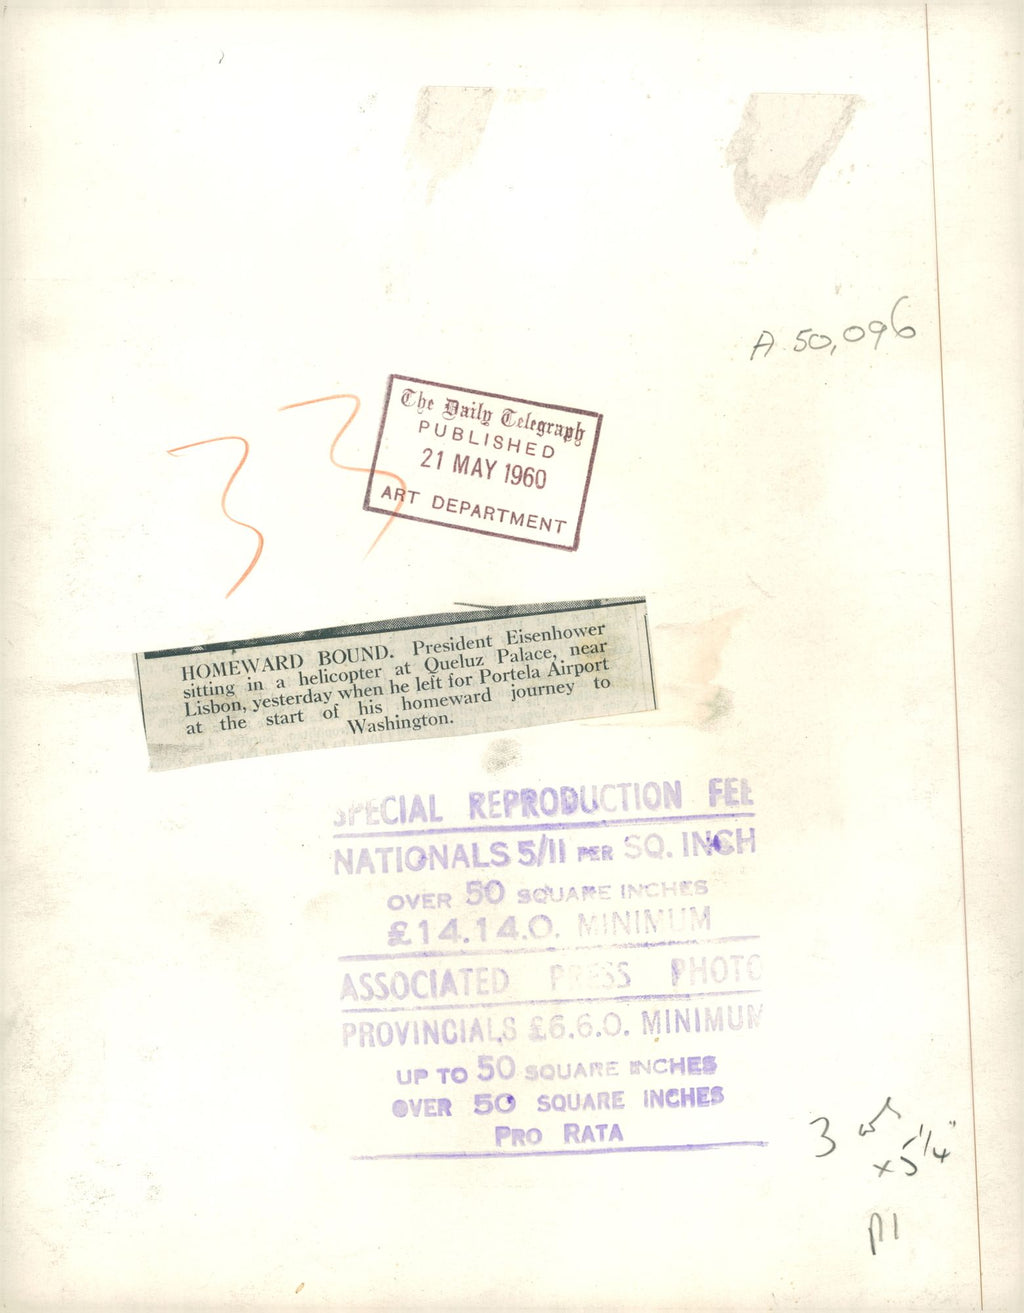 A 50,096
33
The Daily Telegraph
PUBLISHED
21 MAY 1960
ART DEPARTMENT
HOMEWARD BOUND. President Eisenhower
sitting in a helicopter at Queluz Palace, near
Lisbon, yesterday when he left for Portela Airport
at the start of his homeward journey to
Washington.
SPECIAL REPRODUCTION FEE
NATIONALS 5/11 PER SQ. INCH
OVER 50 SQUARE INCHES
£14.14.0. MINIMUM
ASSOCIATED PRESS PHOTO
PROVINCIALS £6.6.0. MINIMUM
UP TO 50 SQUARE INCHES
OVER 50 SQUARE INCHES
PRO RATA
3
x 5 1/4"
P1